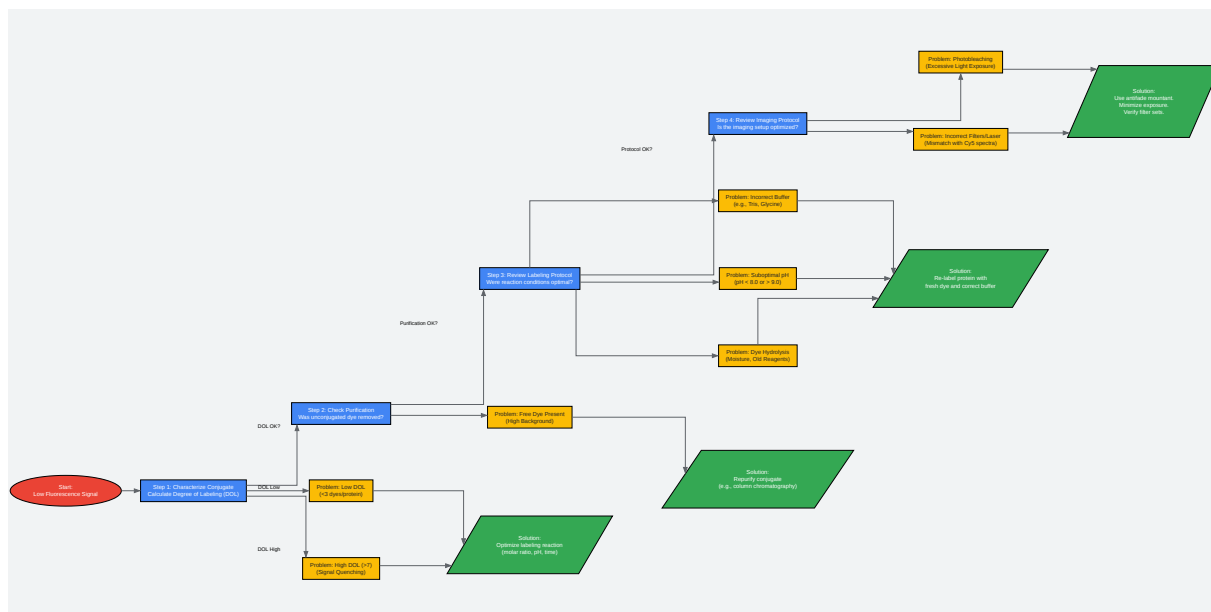 Problem: Photobleaching
(Excessive Light Exposure)
Solution:
Use antifade mountant.
Minimize exposure.
Verify filter sets.
Step 4: Review Imaging Protocol
Is the imaging setup optimized?
Problem: Incorrect Filters/Laser
(Mismatch with Cy5 spectra)
Protocol OK?
Problem: Incorrect Buffer
(e.g., Tris, Glycine)
Step 3: Review Labeling Protocol
Were reaction conditions optimal?
Problem: Suboptimal pH
(pH < 8.0 or > 9.0)
Solution:
Re-label protein with
fresh dye and correct buffer
Purification OK?
Problem: Dye Hydrolysis
(Moisture, Old Reagents)
Step 2: Check Purification
Was unconjugated dye removed?
Problem: Free Dye Present
(High Background)
DOL OK?
Solution:
Repurify conjugate
(e.g., column chromatography)
Start:
Low Fluorescence Signal
Step 1: Characterize Conjugate
Calculate Degree of Labeling (DOL)
DOL Low
Problem: Low DOL
(<3 dyes/protein)
Solution:
Optimize labeling reaction
(molar ratio, pH, time)
DOL High
Problem: High DOL (>7)
(Signal Quenching)